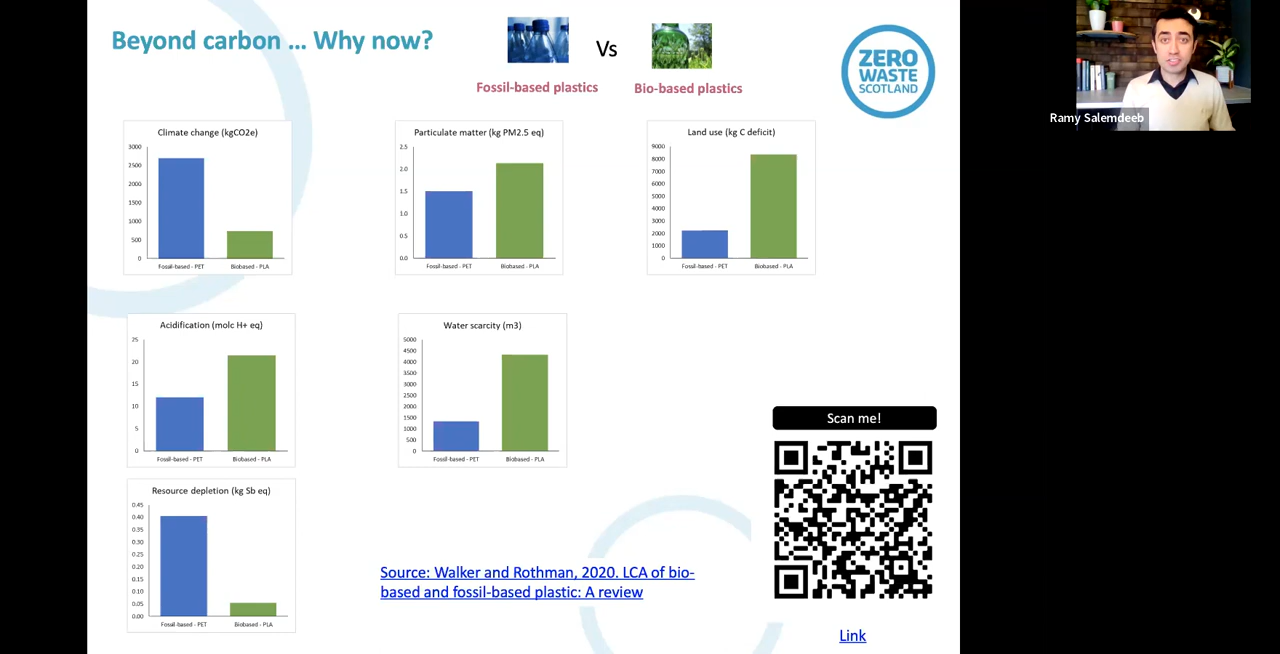 Beyond carbon ... Why now?
Vs
Fossil-based plastics
Bio-based plastics
ZERO
WASTE
SCOTLAND
Ramy Salemdeeb
Climate change (kgCO2e)
3000
2500
2000
1500
1000
500
0
Fossil-based - PET
Biobased - PLA
Particulate matter (kg PM2.5 eq)
2.5
2.0
1.5
1.0
0.5
0.0
Fossil-based - PET
Biobased - PLA
Land use (kg C deficit)
9000
8000
7000
6000
5000
4000
3000
2000
1000
0
Fossil-based - PET
Biobased - PLA
Acidification (molc H+ eq)
25
20
15
10
5
0
Fossil-based - PET
Biobased - PLA
Water scarcity (m3)
5000
4500
4000
3500
3000
2500
2000
1500
1000
500
0
Fossil-based - PET
Biobased - PLA
Resource depletion (kg Sb eq)
0.45
0.40
0.35
0.30
0.25
0.20
0.15
0.10
0.05
0.00
Fossil-based - PET
Biobased - PLA
Source: Walker and Rothman, 2020. LCA of bio-
based and fossil-based plastic: A review
Scan me!
Link